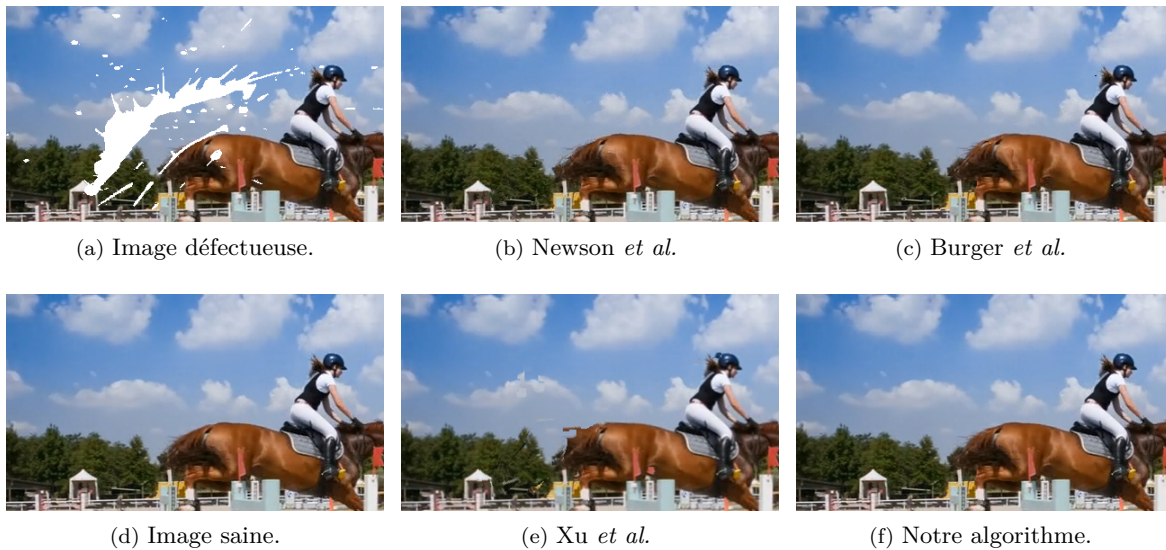 (a) Image défectueuse.
(b) Newson et al.
(c) Burger et al.
(d) Image saine.
(e) Xu et al.
(f) Notre algorithme.